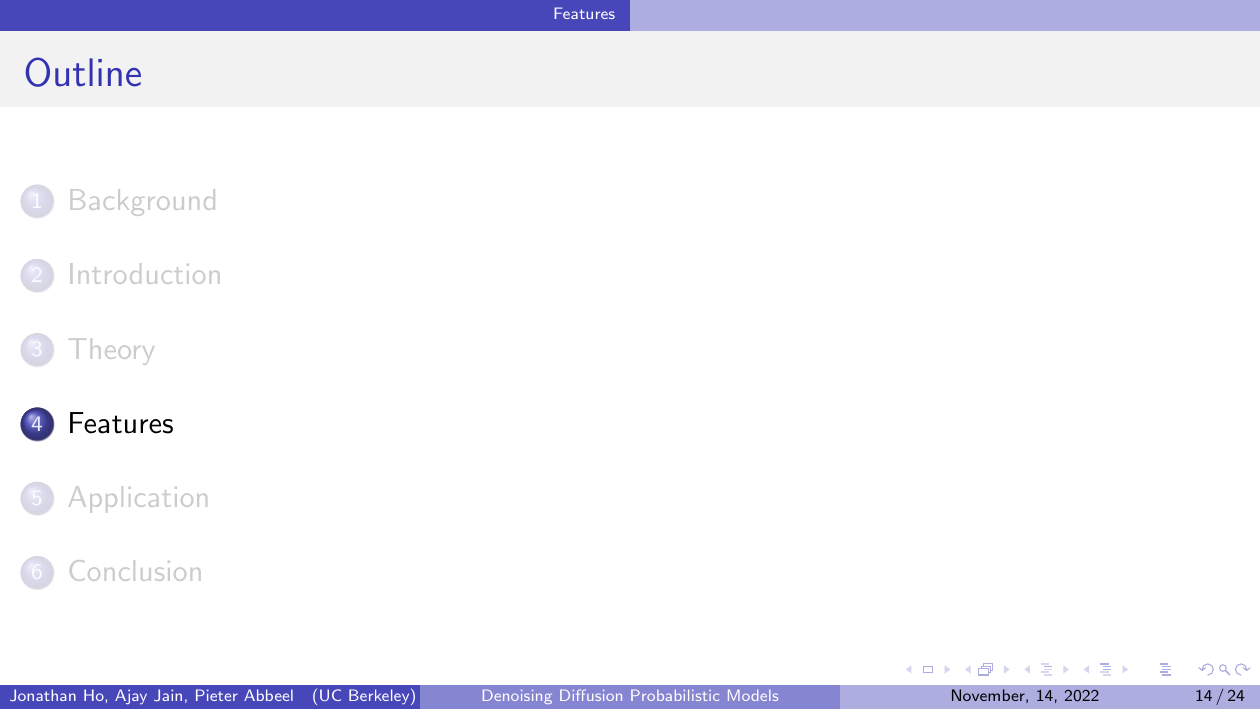 Features
Outline
1 Background
2 Introduction
3 Theory
4 Features
5 Application
6 Conclusion
Jonathan Ho, Ajay Jain, Pieter Abbeel (UC Berkeley) Denoising Diffusion Probabilistic Models November, 14, 2022 14 / 24